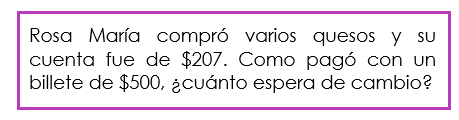 Rosa María compró varios quesos y su
cuenta fue de $207. Como pagó con un
billete de $500, ¿cuánto espera de cambio?